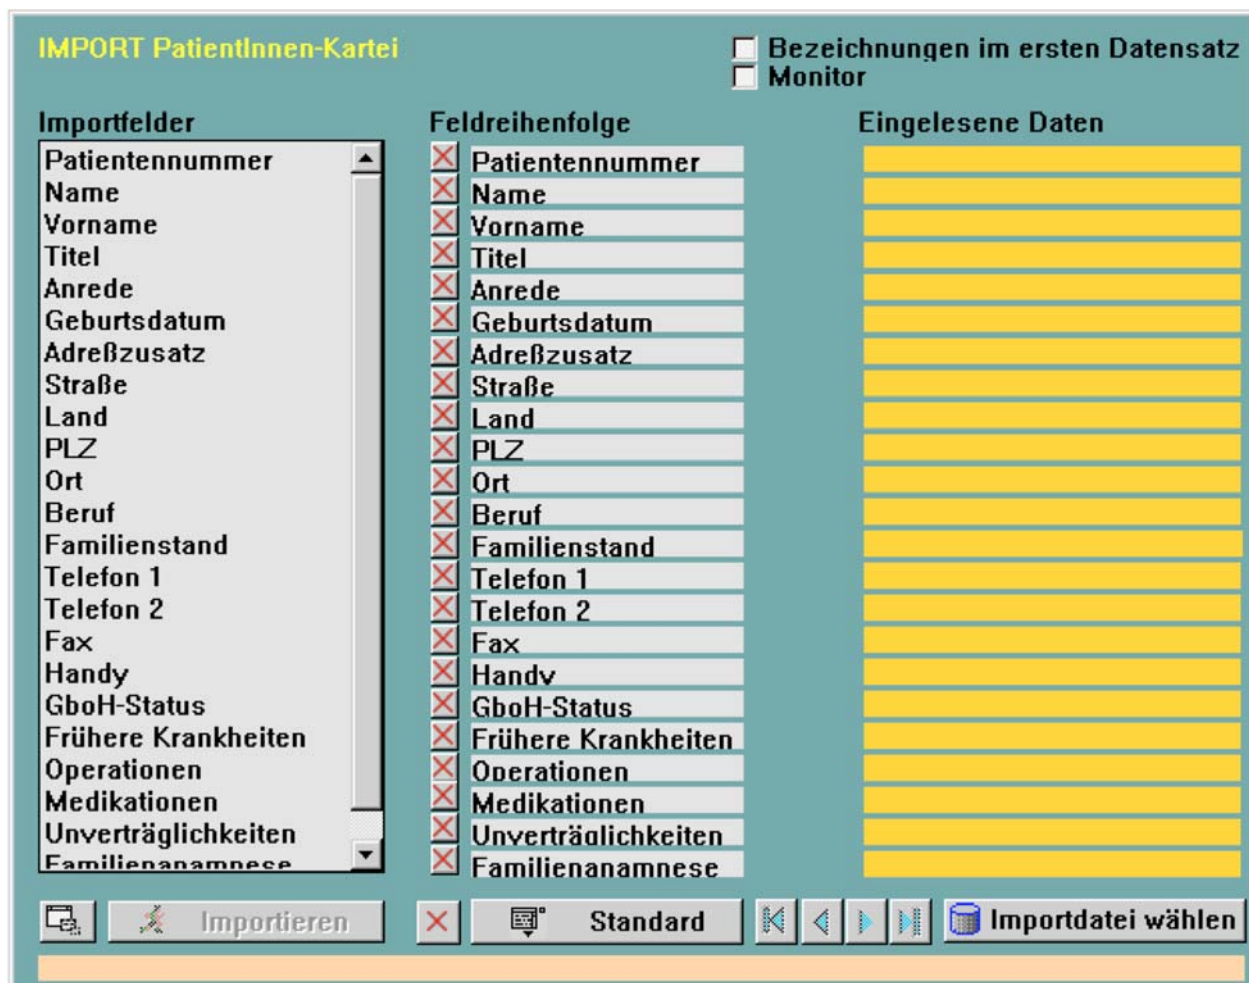 IMPORT PatientInnen-Kartei
Bezeichnungen im ersten Datensatz
Monitor
Importfelder
Patientennummer
Name
Vorname
Titel
Anrede
Geburtsdatum
Adreßzusatz
Straße
Land
PLZ
Ort
Beruf
Familienstand
Telefon 1
Telefon 2
Fax
Handy
GboH-Status
Frühere Krankheiten
Operationen
Medikationen
Unverträglichkeiten
Familienanamnese
Feldreihenfolge
Patientennummer
Name
Vorname
Titel
Anrede
Geburtsdatum
Adreßzusatz
Straße
Land
PLZ
Ort
Beruf
Familienstand
Telefon 1
Telefon 2
Fax
Handy
GboH-Status
Frühere Krankheiten
Operationen
Medikationen
Unverträglichkeiten
Familienanamnese
Eingelesene Daten
Importieren
Standard
Importdatei wählen